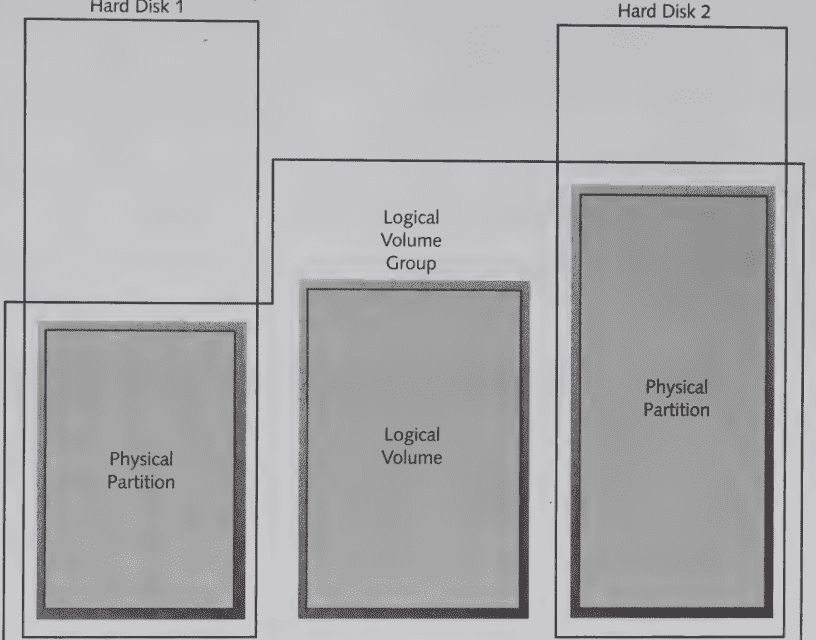 Hard Disk 1
Hard Disk 2
Logical
Volume
Group
Physical
Partition
Logical
Volume
Physical
Partition